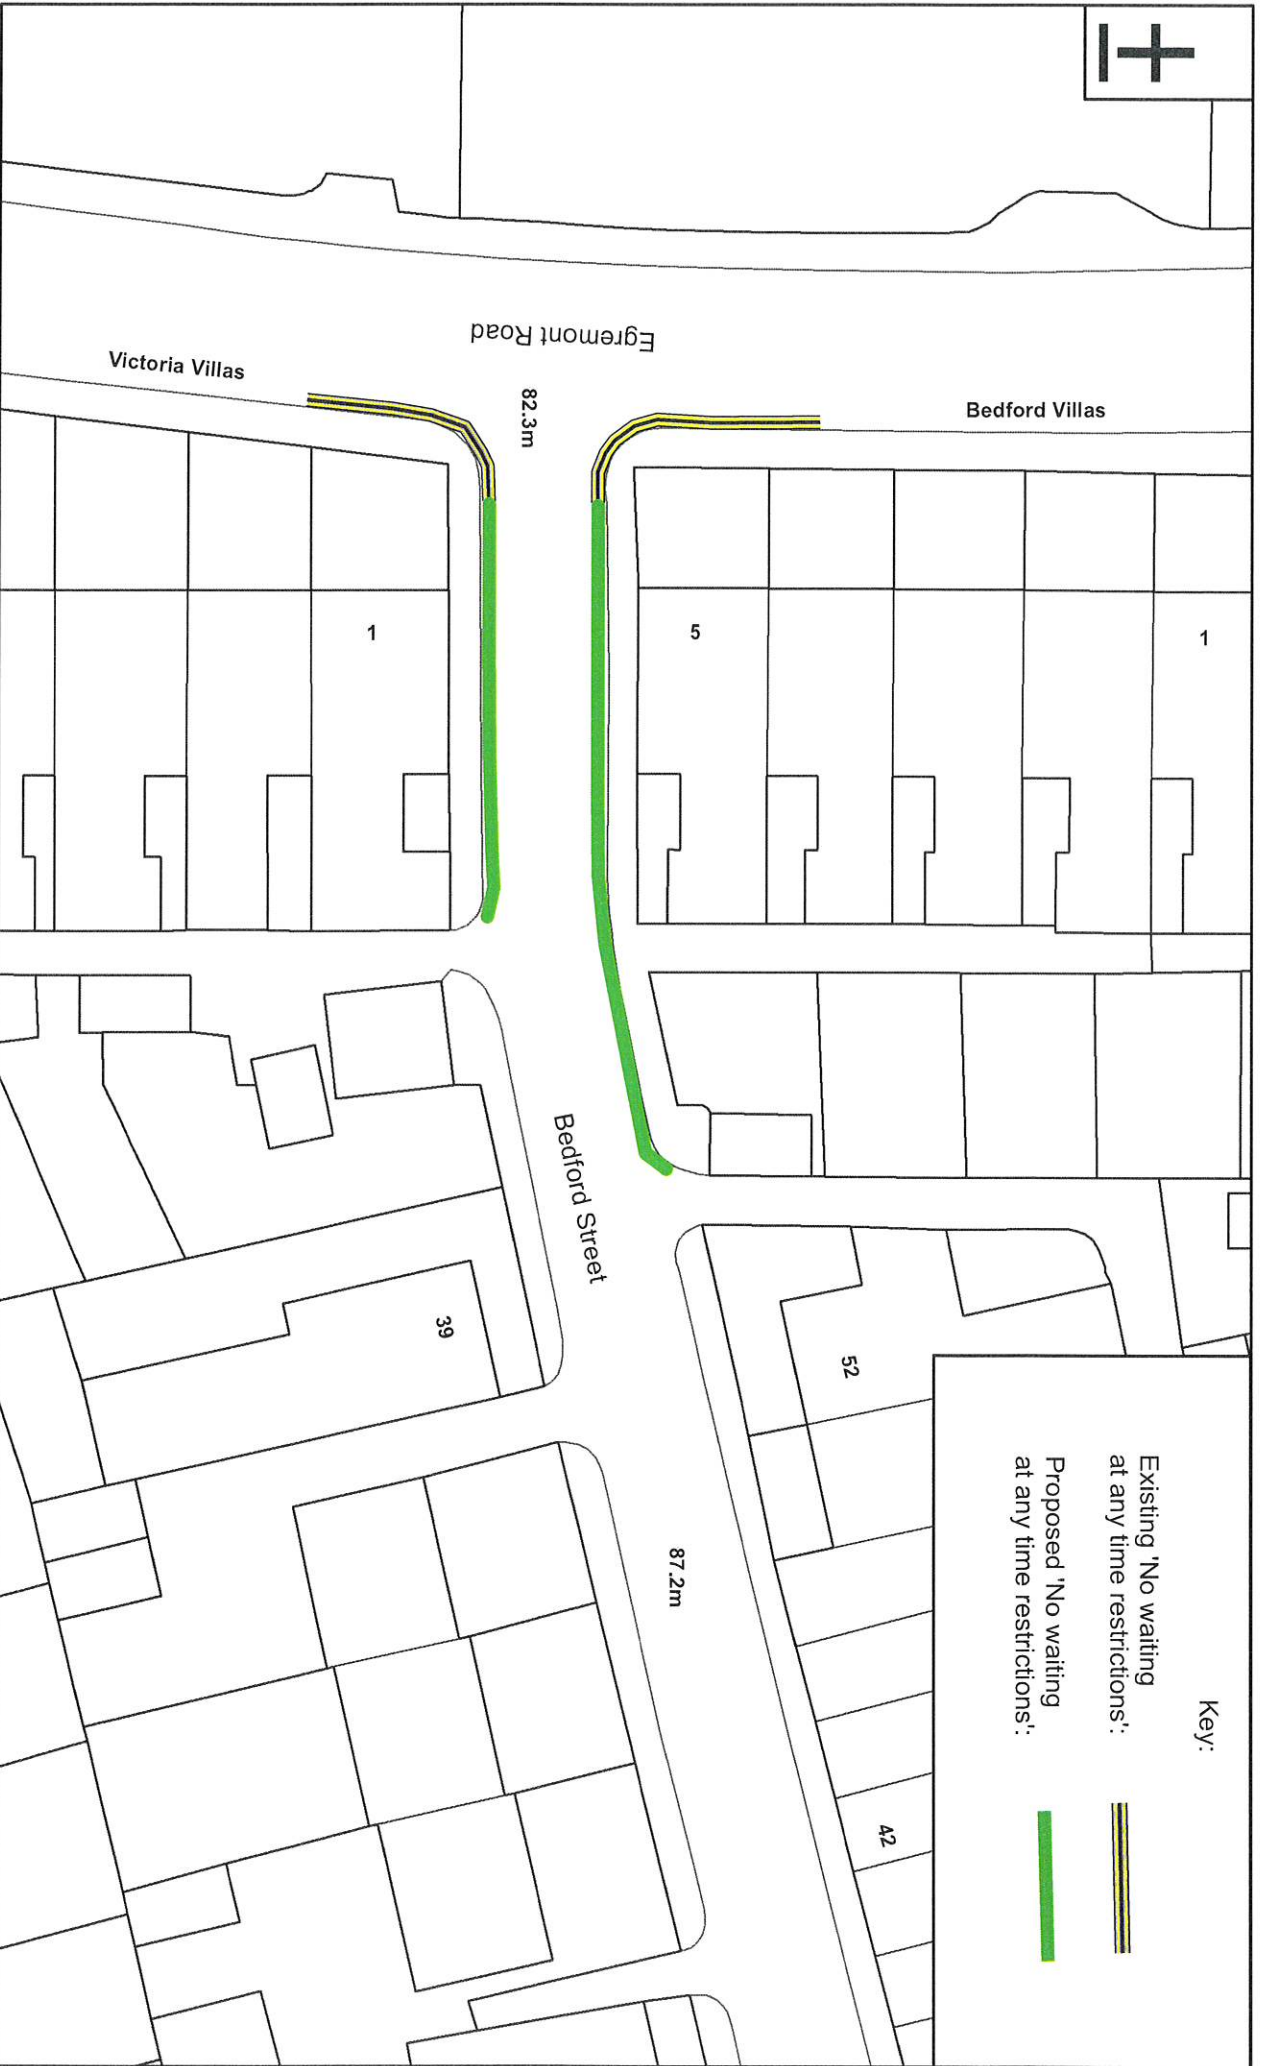 Egremont Road
Victoria Villas
Bedford Villas
82.3m
1
5
1
Bedford Street
39
52
87.2m
42
Key:
Existing 'No waiting
at any time restrictions':
Proposed 'No waiting
at any time restrictions':